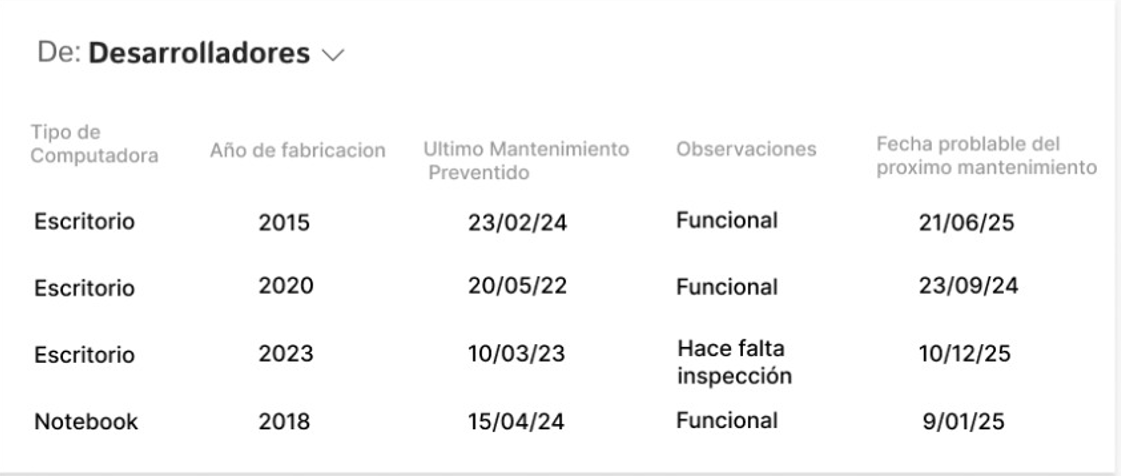 De: Desarrolladores
Tipo de
Computadora
Año de fabricacion
Ultimo Mantenimiento
Preventido
Observaciones
Fecha problable del
proximo mantenimiento
Escritorio 2015 23/02/24 Funcional 21/06/25
Escritorio 2020 20/05/22 Funcional 23/09/24
Escritorio 2023 10/03/23 Hace falta
inspección 10/12/25
Notebook 2018 15/04/24 Funcional 9/01/25